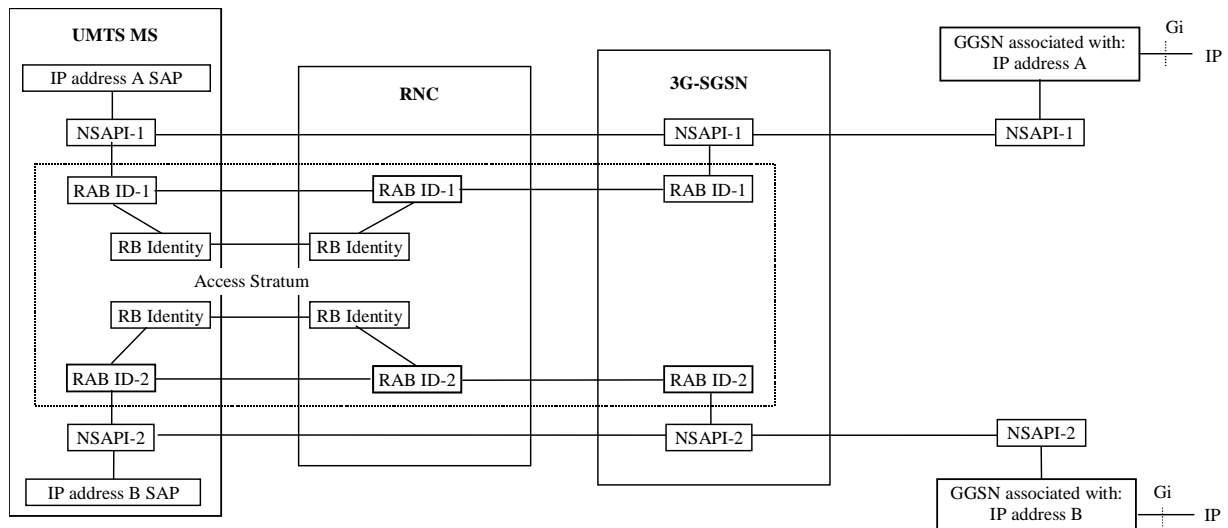 UMTS MS
IP address A SAP
NSAPI-1
RAB ID-1
RB Identity
RNC
RAB ID-1
RB Identity
3G-SGSN
NSAPI-1
RAB ID-1
GGSN associated with:
IP address A
Gi
IP
NSAPI-1
Access Stratum
RB Identity
RAB ID-2
NSAPI-2
IP address B SAP
RB Identity
RAB ID-2
RAB ID-2
NSAPI-2
NSAPI-2
GGSN associated with:
IP address B
Gi
IP